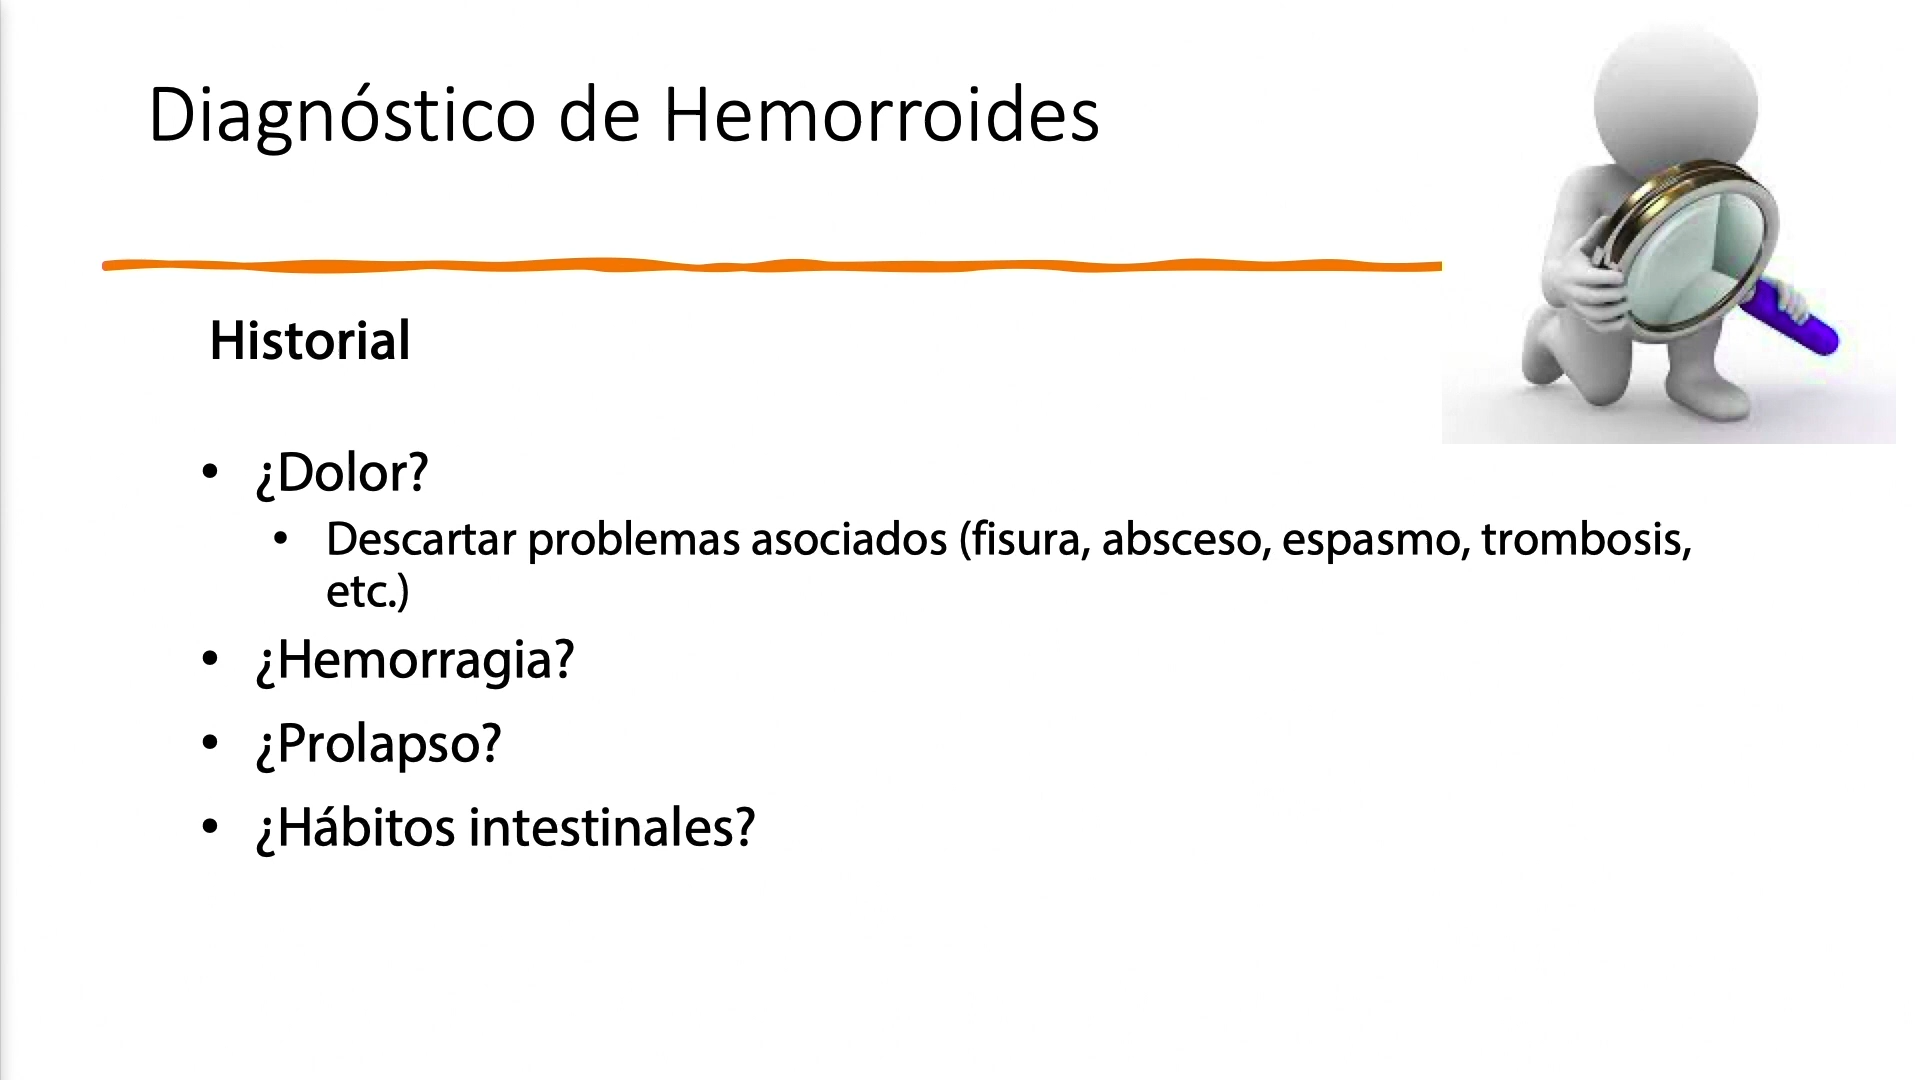 Diagnóstico de Hemorroides
Historial
• ¿Dolor?
• Descartar problemas asociados (fisura, absceso, espasmo, trombosis,
etc.)
• ¿Hemorragia?
• ¿Prolapso?
• ¿Hábitos intestinales?